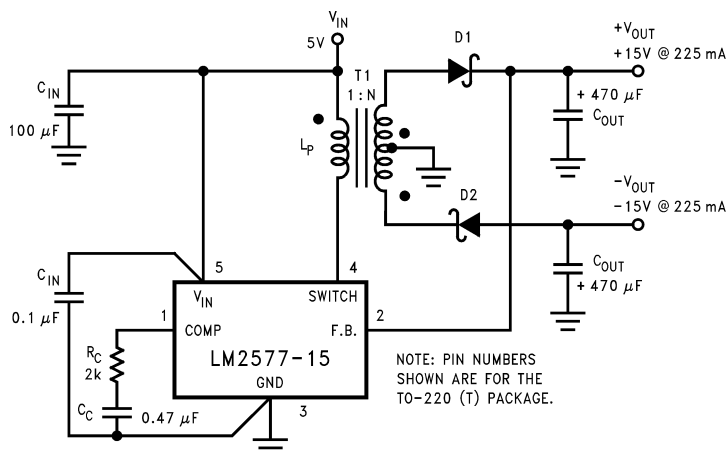 V_IN
5V
D1
+V_OUT
+15V @ 225 mA
T1
1:N
C_IN
100 μF
L_P
+ 470 μF
C_OUT
D2
-V_OUT
-15V @ 225 mA
C_IN
0.1 μF
5
4
V_IN
SWITCH
C_OUT
+ 470 μF
1
COMP
F.B.
2
R_C
2k
LM2577-15
GND
NOTE: PIN NUMBERS
SHOWN ARE FOR THE
TO-220 (T) PACKAGE.
C_C
0.47 μF
3